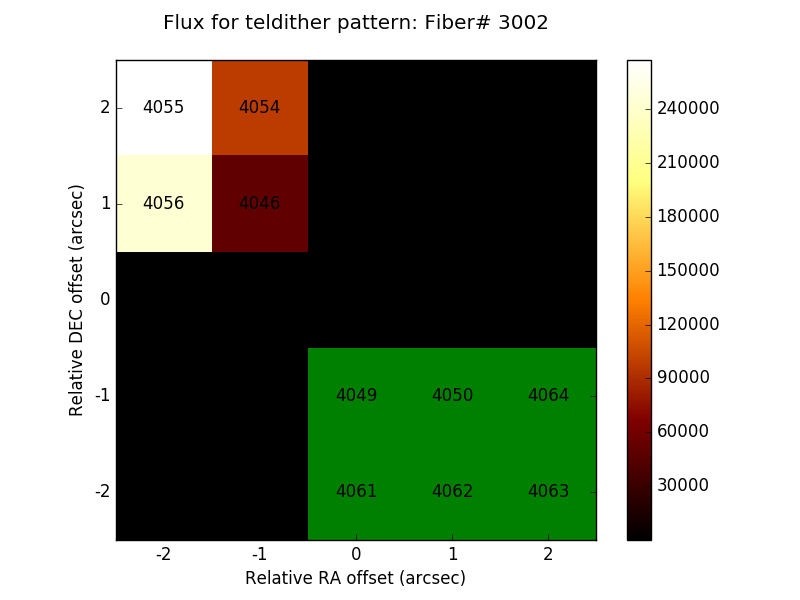 Flux for teldither pattern: Fiber# 3002
4055 4054
4056 4046
4049 4050 4064
4061 4062 4063
2
1
0
-1
-2
Relative DEC offset (arcsec)
-2 -1 0 1 2
Relative RA offset (arcsec)
240000
210000
180000
150000
120000
90000
60000
30000